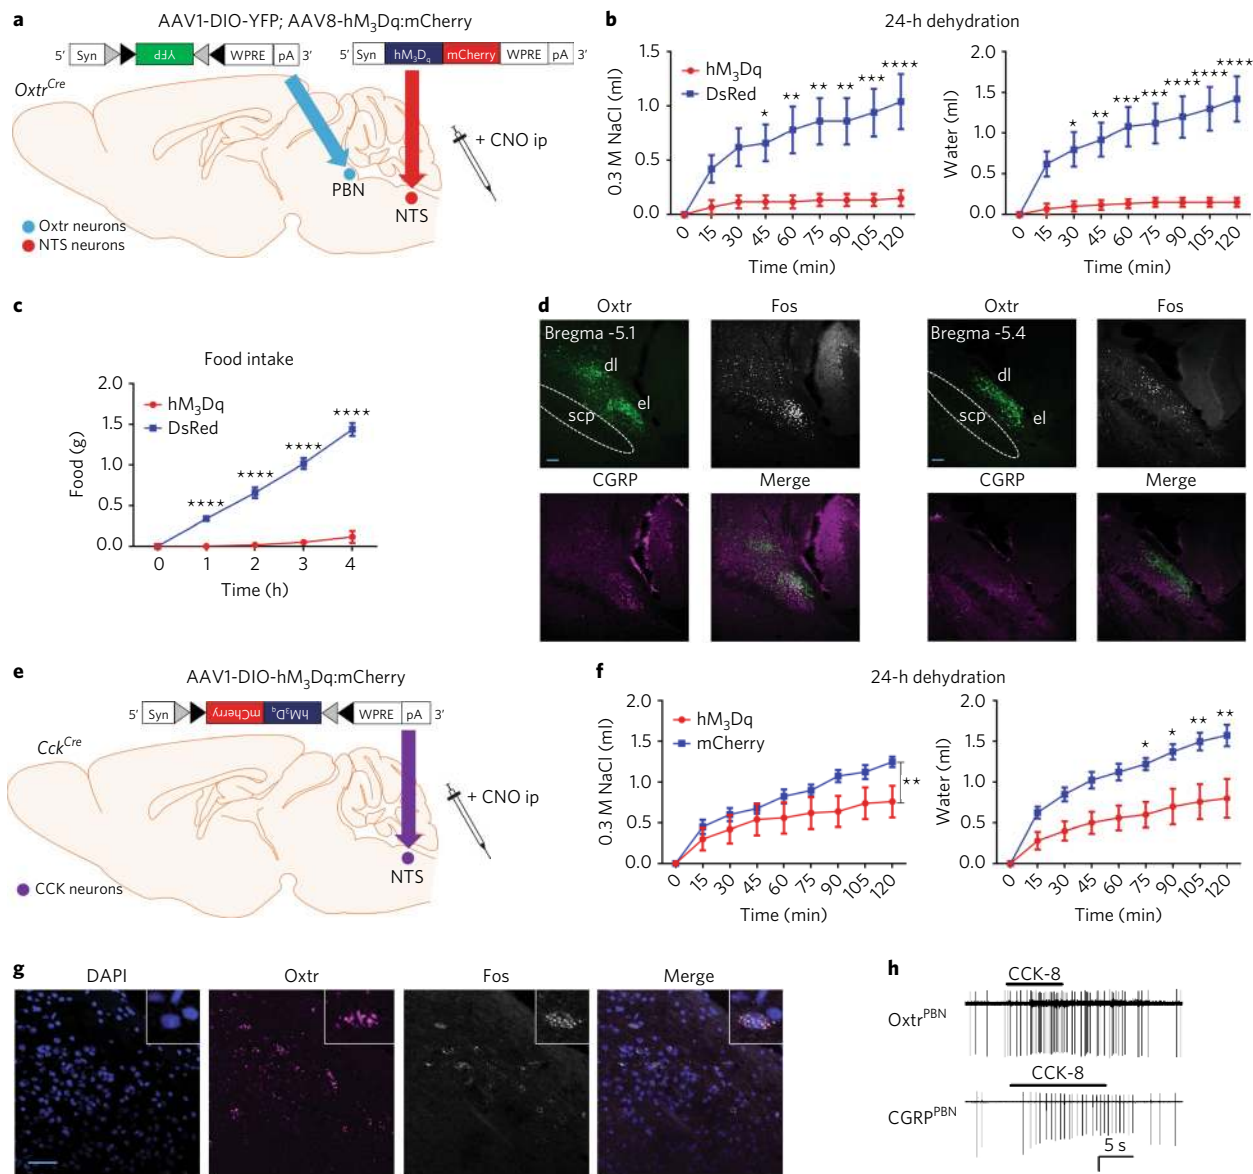 a
AAV1-DIO-YFP; AAV8-hM3Dq:mCherry
5′ Syn YFP WPRE pA 3′
5′ Syn hM3Dq mCherry WPRE pA 3′
OxtrCre
+ CNO ip
PBN
NTS
Oxtr neurons
NTS neurons
b
24-h dehydration
0.3 M NaCl (ml)
1.5
1.0
0.5
0.0
hM3Dq
DsRed
* ** ** ** *** ****
0 15 30 45 60 75 90 105 120
Time (min)
Water (ml)
2.0
1.5
1.0
0.5
0.0
* ** *** *** **** **** ****
0 15 30 45 60 75 90 105 120
Time (min)
c
Food intake
Food (g)
2.0
1.5
1.0
0.5
0.0
hM3Dq
DsRed
**** **** **** ****
0 1 2 3 4
Time (h)
d
Oxtr Fos Oxtr Fos
Bregma -5.1
dl
el
scp
Bregma -5.4
dl
el
scp
CGRP Merge CGRP Merge
e
AAV1-DIO-hM3Dq:mCherry
5′ Syn mCherry hM3Dq WPRE pA 3′
CckCre
+ CNO ip
NTS
CCK neurons
f
24-h dehydration
0.3 M NaCl (ml)
2.0
1.5
1.0
0.5
0.0
hM3Dq
mCherry
**
0 15 30 45 60 75 90 105 120
Time (min)
Water (ml)
2.0
1.5
1.0
0.5
0.0
* * ** **
0 15 30 45 60 75 90 105 120
Time (min)
g
DAPI Oxtr Fos Merge
h
CCK-8
OxtrPBN
CCK-8
CGRPPBN
5 s